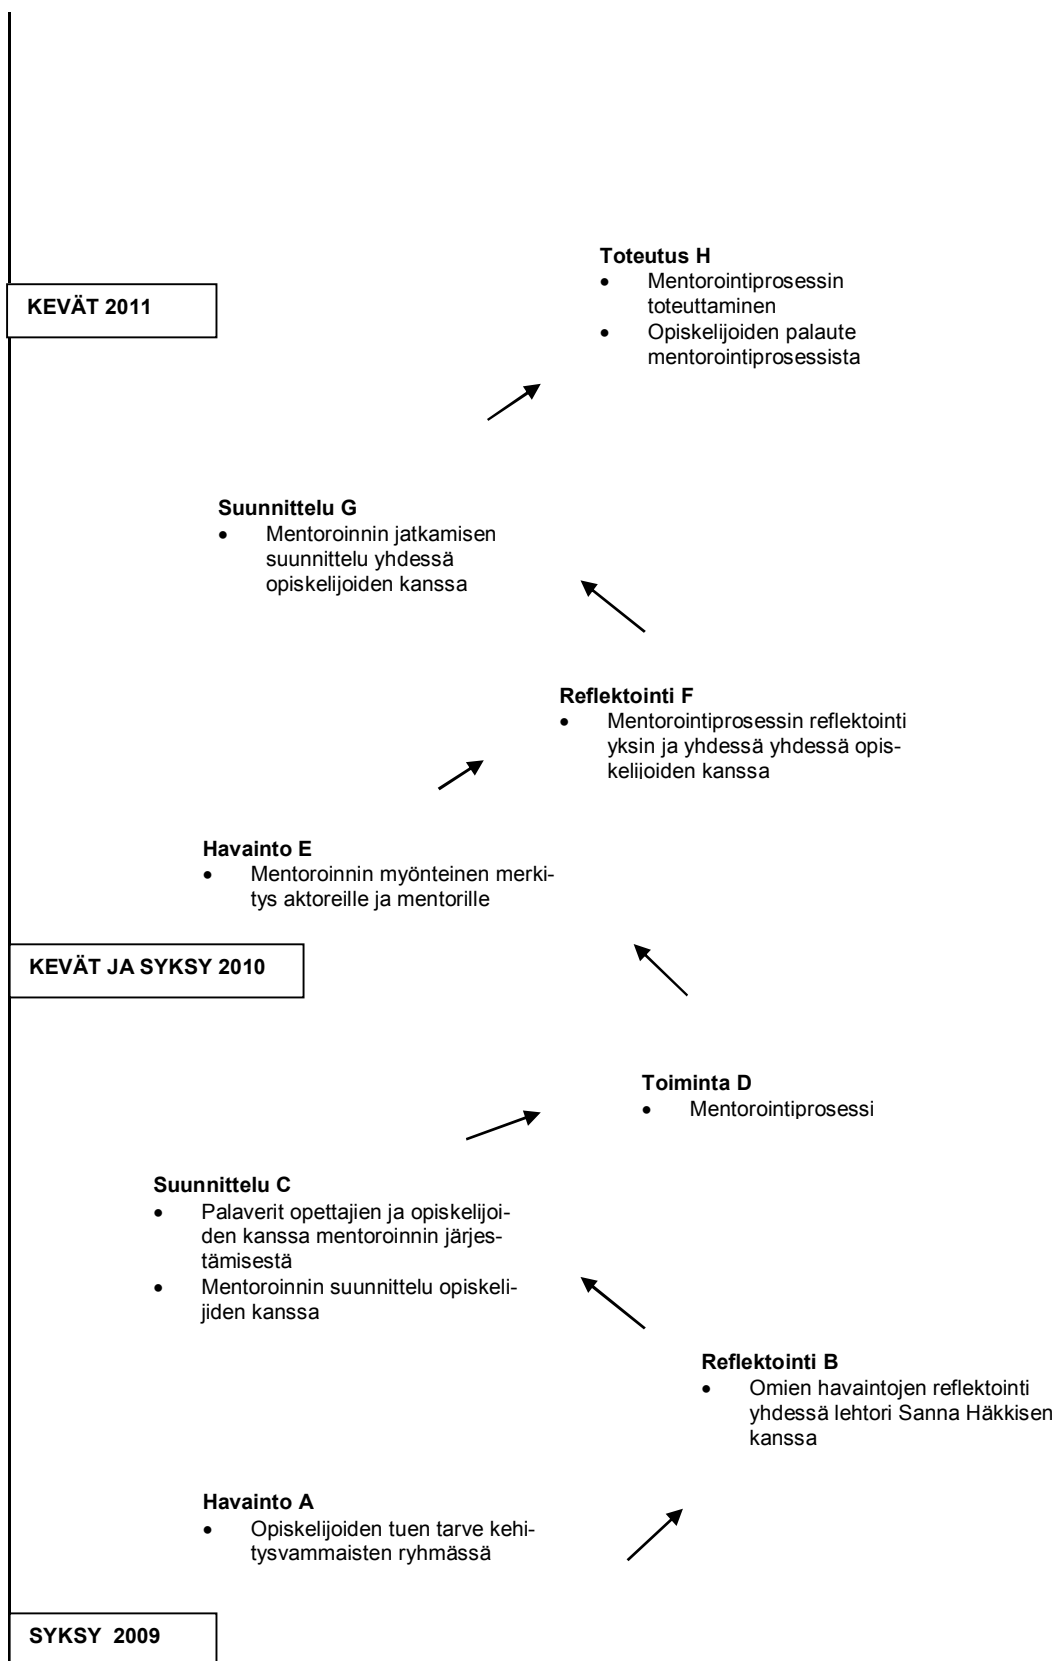 Toteutus H
• Mentorointiprosessin
toteuttaminen
• Opiskelijoiden palaute
mentorointiprosessista
KEVÄT 2011
Suunnittelu G
• Mentoroinnin jatkamisen
suunnittelu yhdessä
opiskelijoiden kanssa
Reflektointi F
• Mentorointiprosessin reflektointi
yksin ja yhdessä yhdessä opis-
kelijoiden kanssa
Havainto E
• Mentoroinnin myönteinen merki-
tys aktoreille ja mentorille
KEVÄT JA SYKSY 2010
Toiminta D
• Mentorointiprosessi
Suunnittelu C
• Palaverit opettajien ja opiskelijoi-
den kanssa mentoroinnin järjes-
tämisestä
• Mentoroinnin suunnittelu opiskeli-
jiden kanssa
Reflektointi B
• Omien havaintojen reflektointi
yhdessä lehtori Sanna Häkkisen
kanssa
Havainto A
• Opiskelijoiden tuen tarve kehi-
tysvammaisten ryhmässä
SYKSY 2009